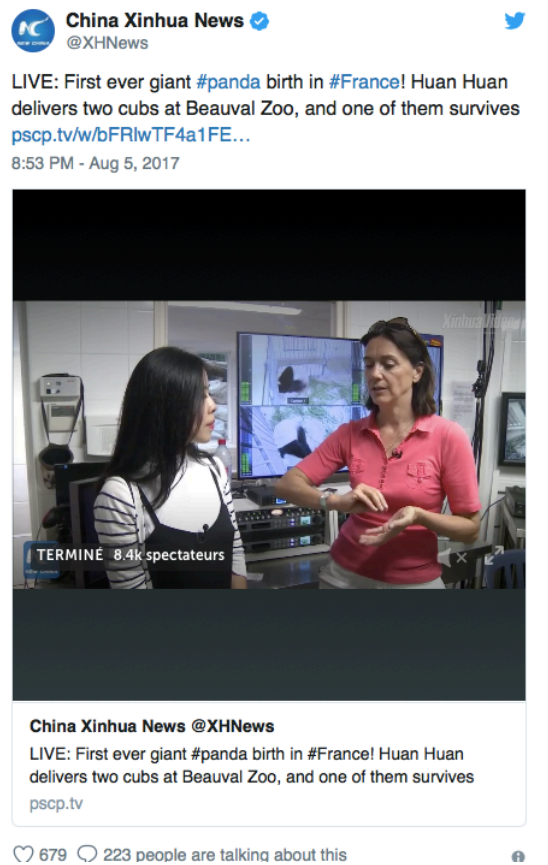 China Xinhua News
@XHNews
LIVE: First ever giant #panda birth in #France! Huan Huan
delivers two cubs at Beauval Zoo, and one of them survives
pscp.tv/w/bFRlwTF4a1FE…
8:53 PM - Aug 5, 2017
XinhuaVideo
TERMINÉ 8.4k spectateurs
China Xinhua News @XHNews
LIVE: First ever giant #panda birth in #France! Huan Huan
delivers two cubs at Beauval Zoo, and one of them survives
pscp.tv
679 223 people are talking about this